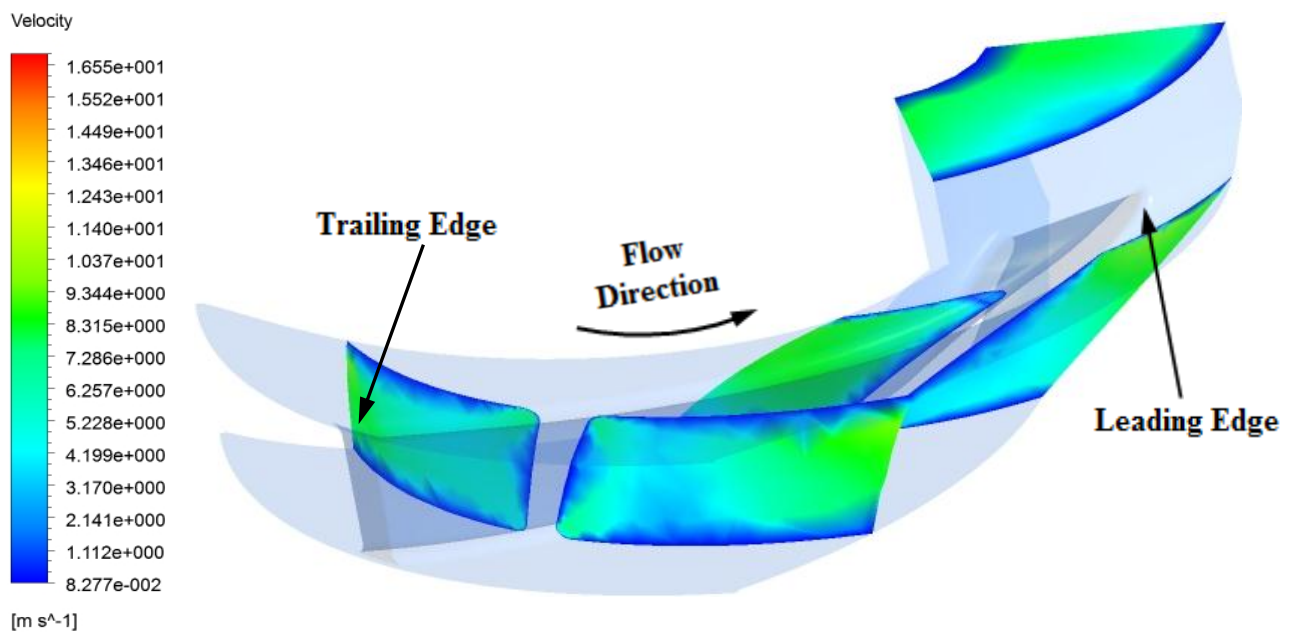 Velocity
1.655e+001
1.552e+001
1.449e+001
1.346e+001
1.243e+001
1.140e+001
1.037e+001
9.344e+000
8.315e+000
7.286e+000
6.257e+000
5.228e+000
4.199e+000
3.170e+000
2.141e+000
1.112e+000
8.277e-002
[m s^-1]
Trailing Edge
Flow
Direction
Leading Edge